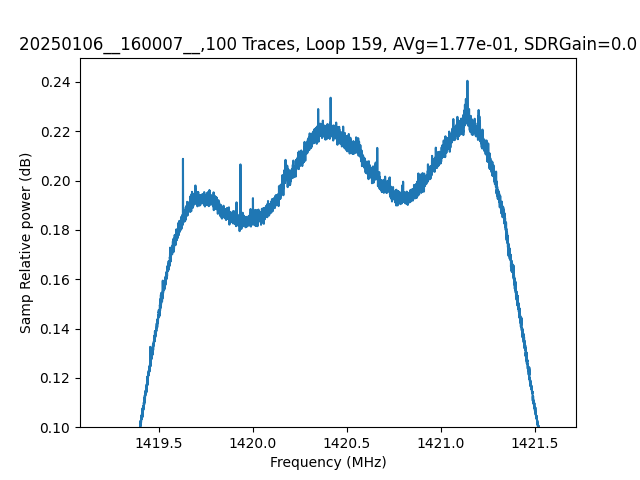 20250106__160007__,100 Traces, Loop 159, AVg=1.77e-01, SDRGain=0.0
Samp Relative power (dB)
0.24
0.22
0.20
0.18
0.16
0.14
0.12
0.10
1419.5 1420.0 1420.5 1421.0 1421.5
Frequency (MHz)